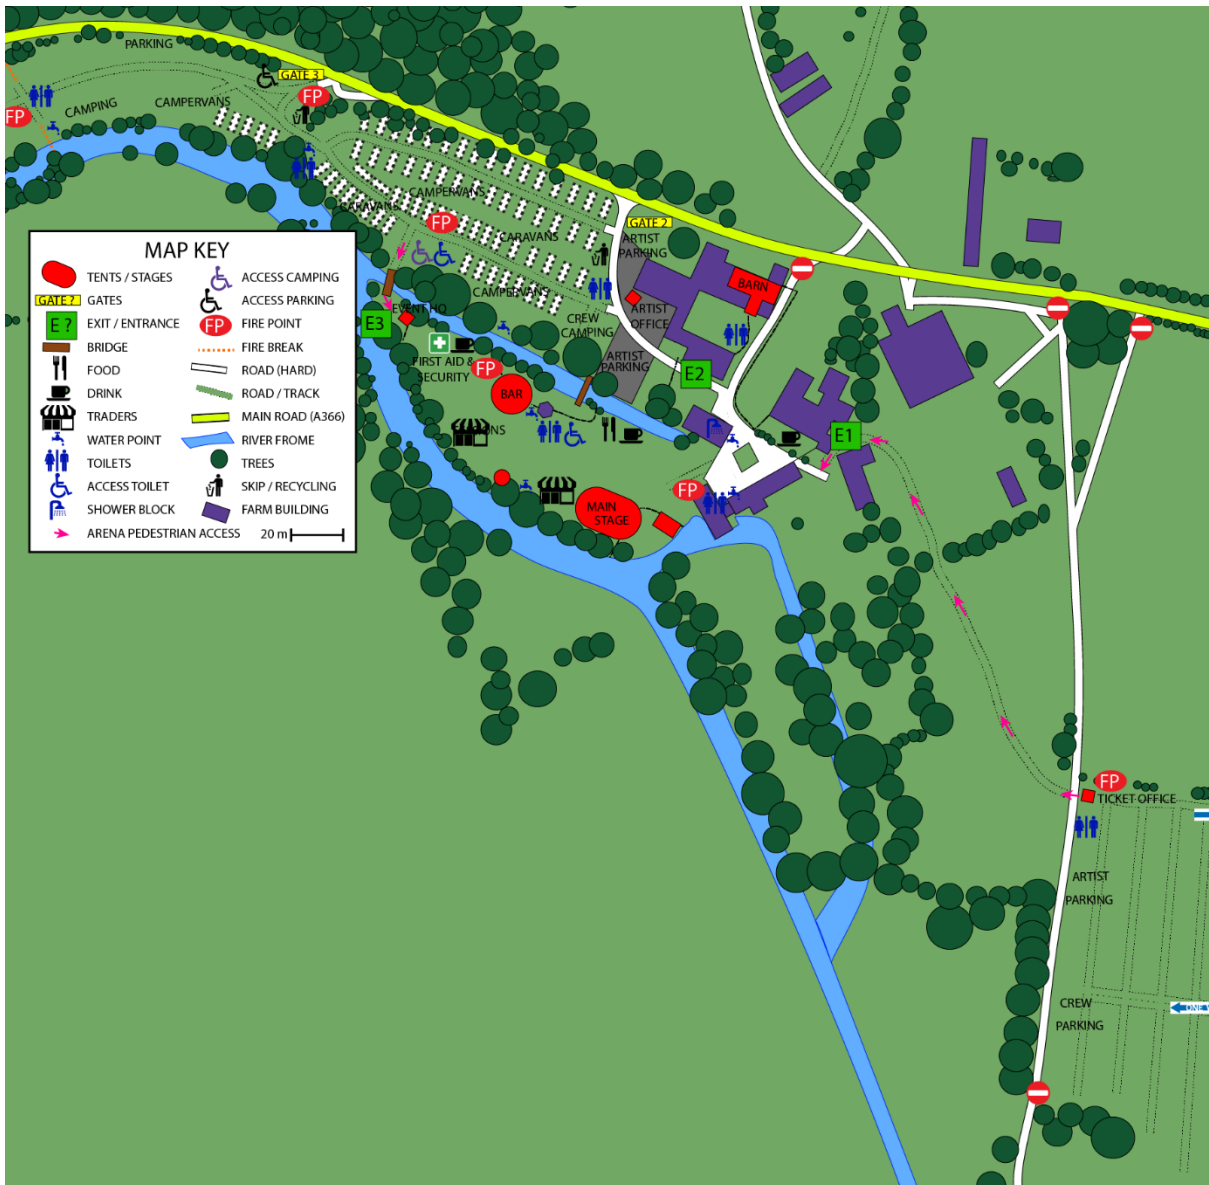 PARKING
GATE 3
FP
CAMPERVANS
CAMPING
FP
CAMPERVANS
CARAVANS
FP
GATE 2
CARAVANS
ARTIST
PARKING
CAMPERVANS
BARN
EVENT HQ
E3
CREW
CAMPING
ARTIST
OFFICE
FIRST AID &
SECURITY
FP
ARTIST
PARKING
E2
BAR
E1
FP
MAIN
STAGE
MAP KEY
TENTS / STAGES
GATE ? GATES
E ? EXIT / ENTRANCE
BRIDGE
FOOD
DRINK
TRADERS
WATER POINT
TOILETS
ACCESS TOILET
SHOWER BLOCK
ARENA PEDESTRIAN ACCESS
ACCESS CAMPING
ACCESS PARKING
FP FIRE POINT
FIRE BREAK
ROAD (HARD)
ROAD / TRACK
MAIN ROAD (A366)
RIVER FROME
TREES
SKIP / RECYCLING
FARM BUILDING
20 m
FP
TICKET OFFICE
ARTIST
PARKING
CREW
PARKING